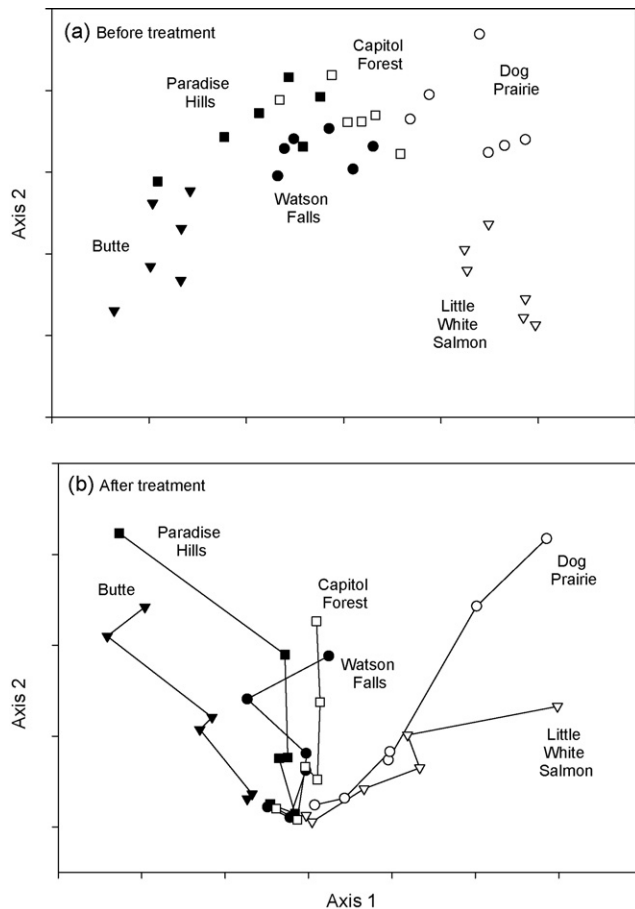 (a) Before treatment
Capitol
Forest
Paradise
Hills
Dog
Prairie
Watson
Falls
Butte
Little
White
Salmon
Axis 2
(b) After treatment
Paradise
Hills
Butte
Capitol
Forest
Dog
Prairie
Watson
Falls
Little
White
Salmon
Axis 2
Axis 1